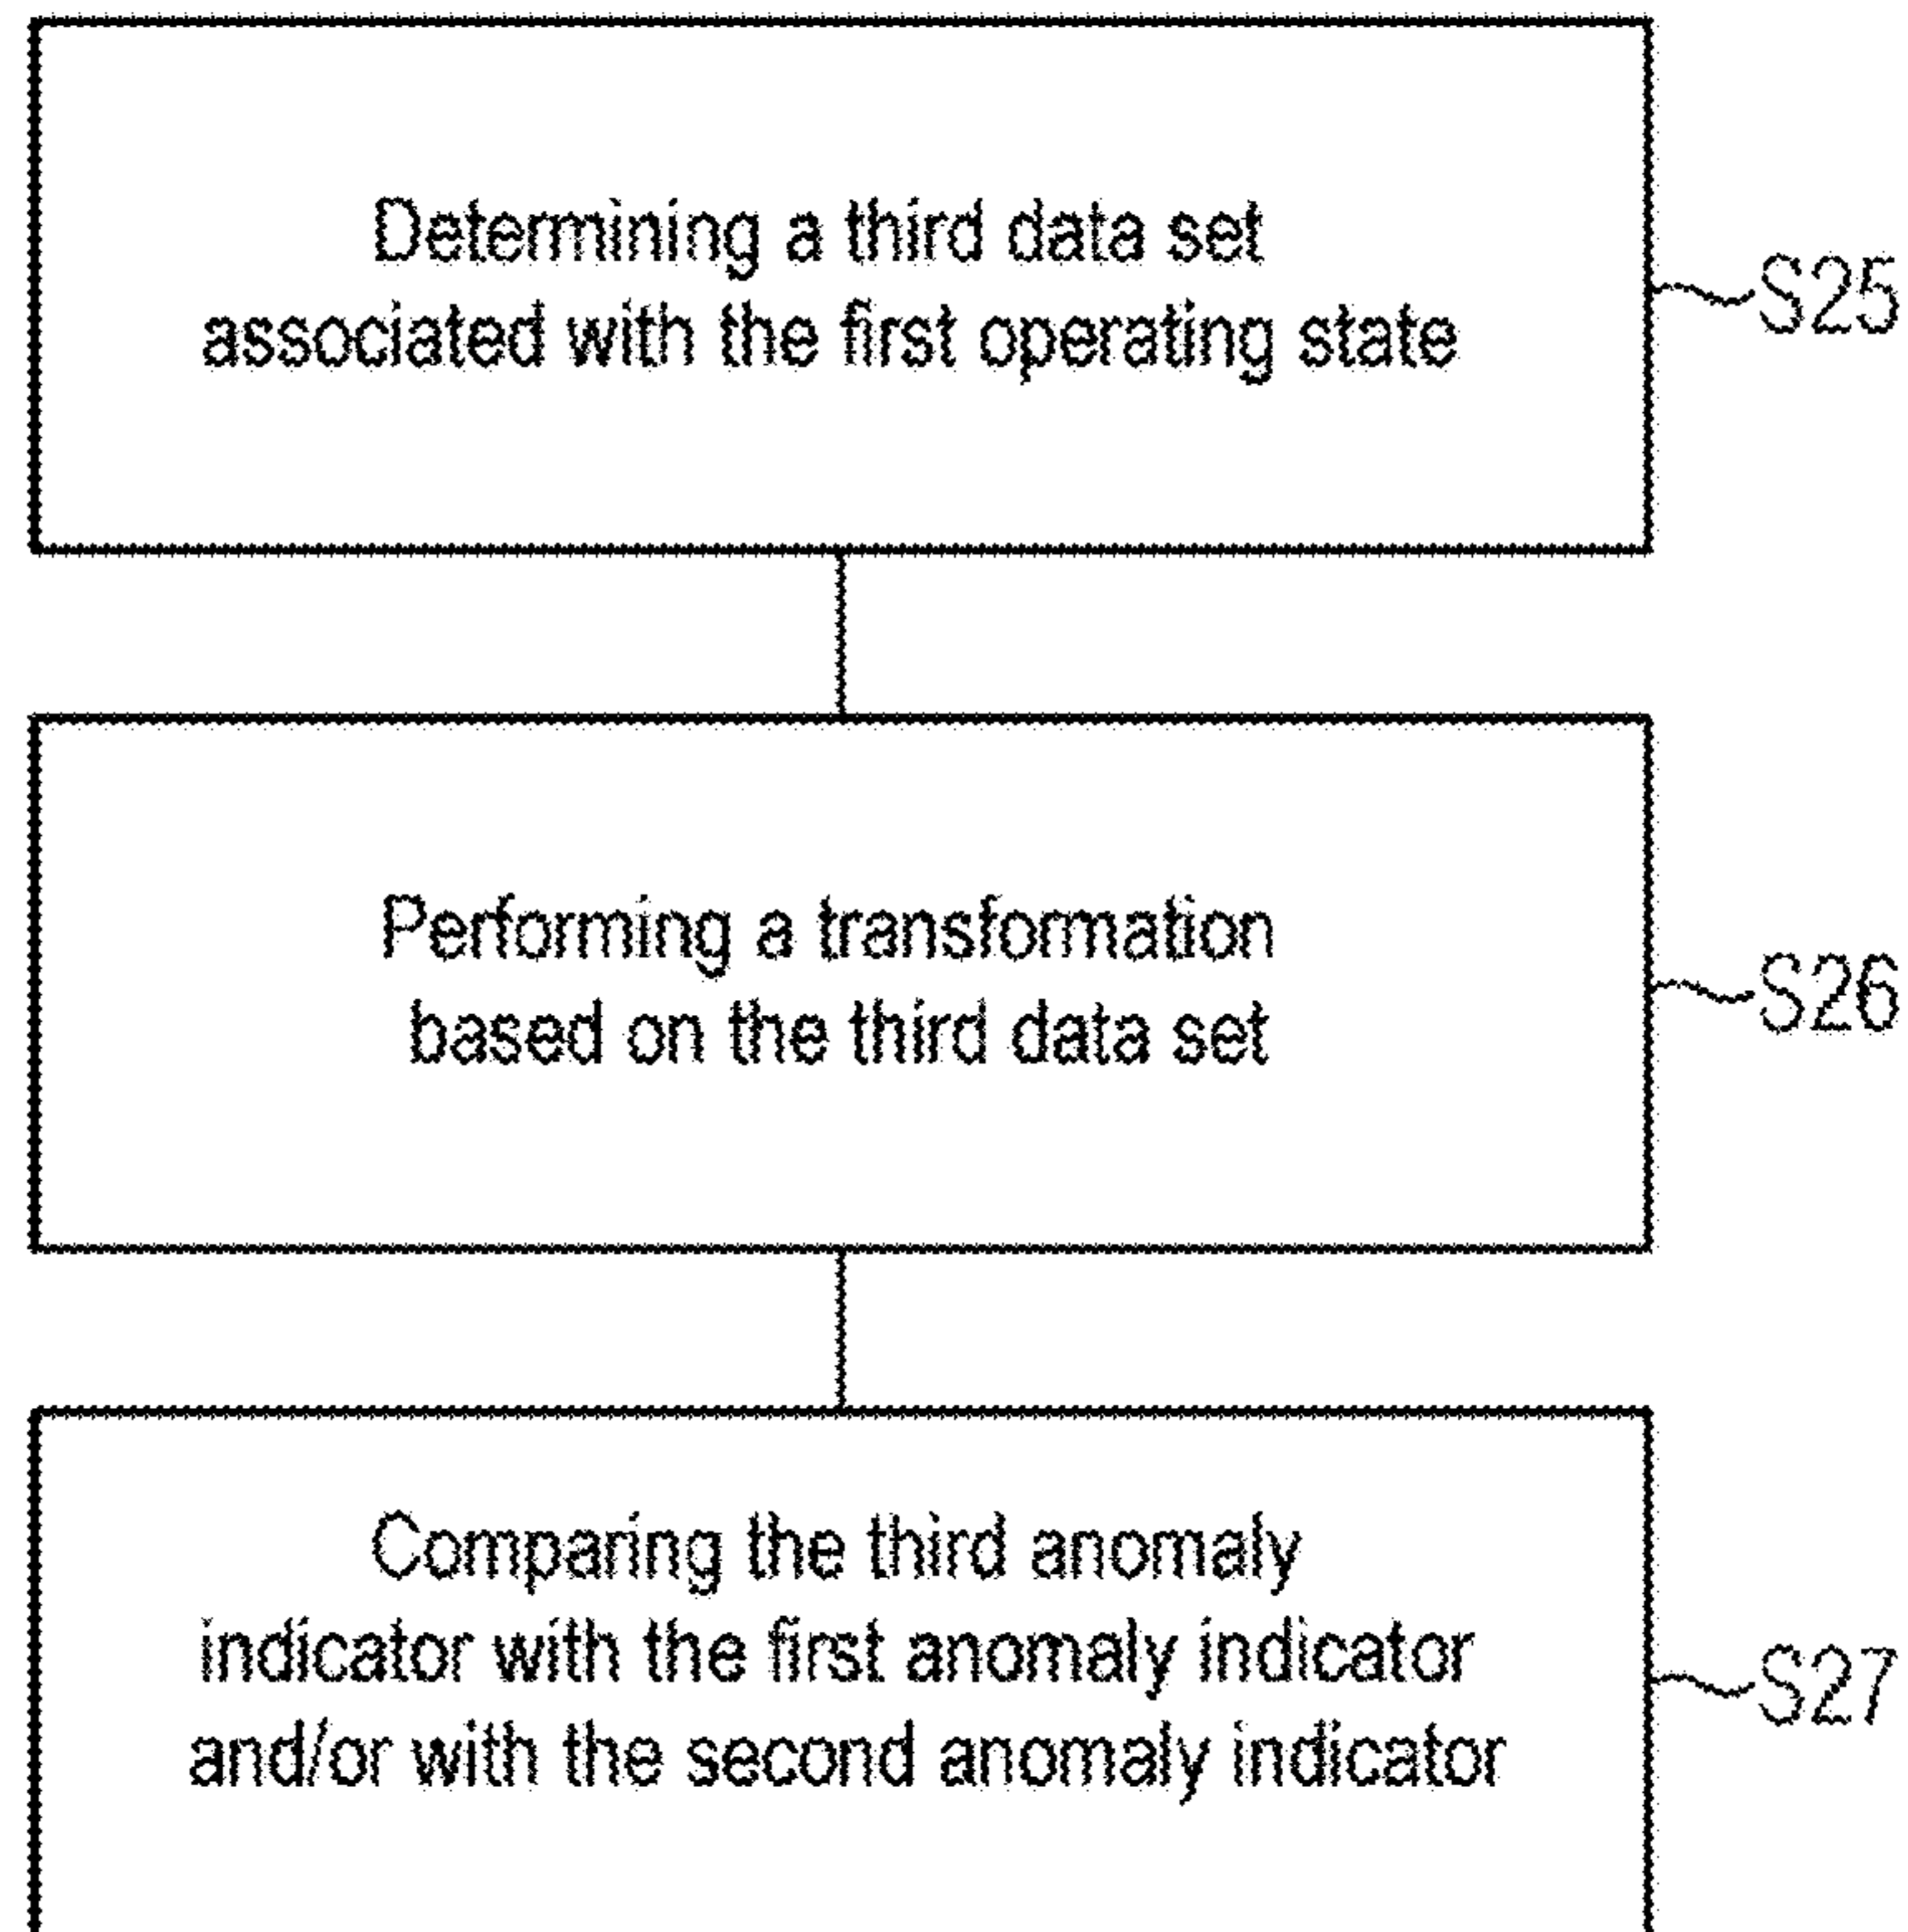 Determining a third data set
associated with the first operating state
S25
Performing a transformation
based on the third data set
S26
Comparing the third anomaly
indicator with the first anomaly indicator
and/or with the second anomaly indicator
S27